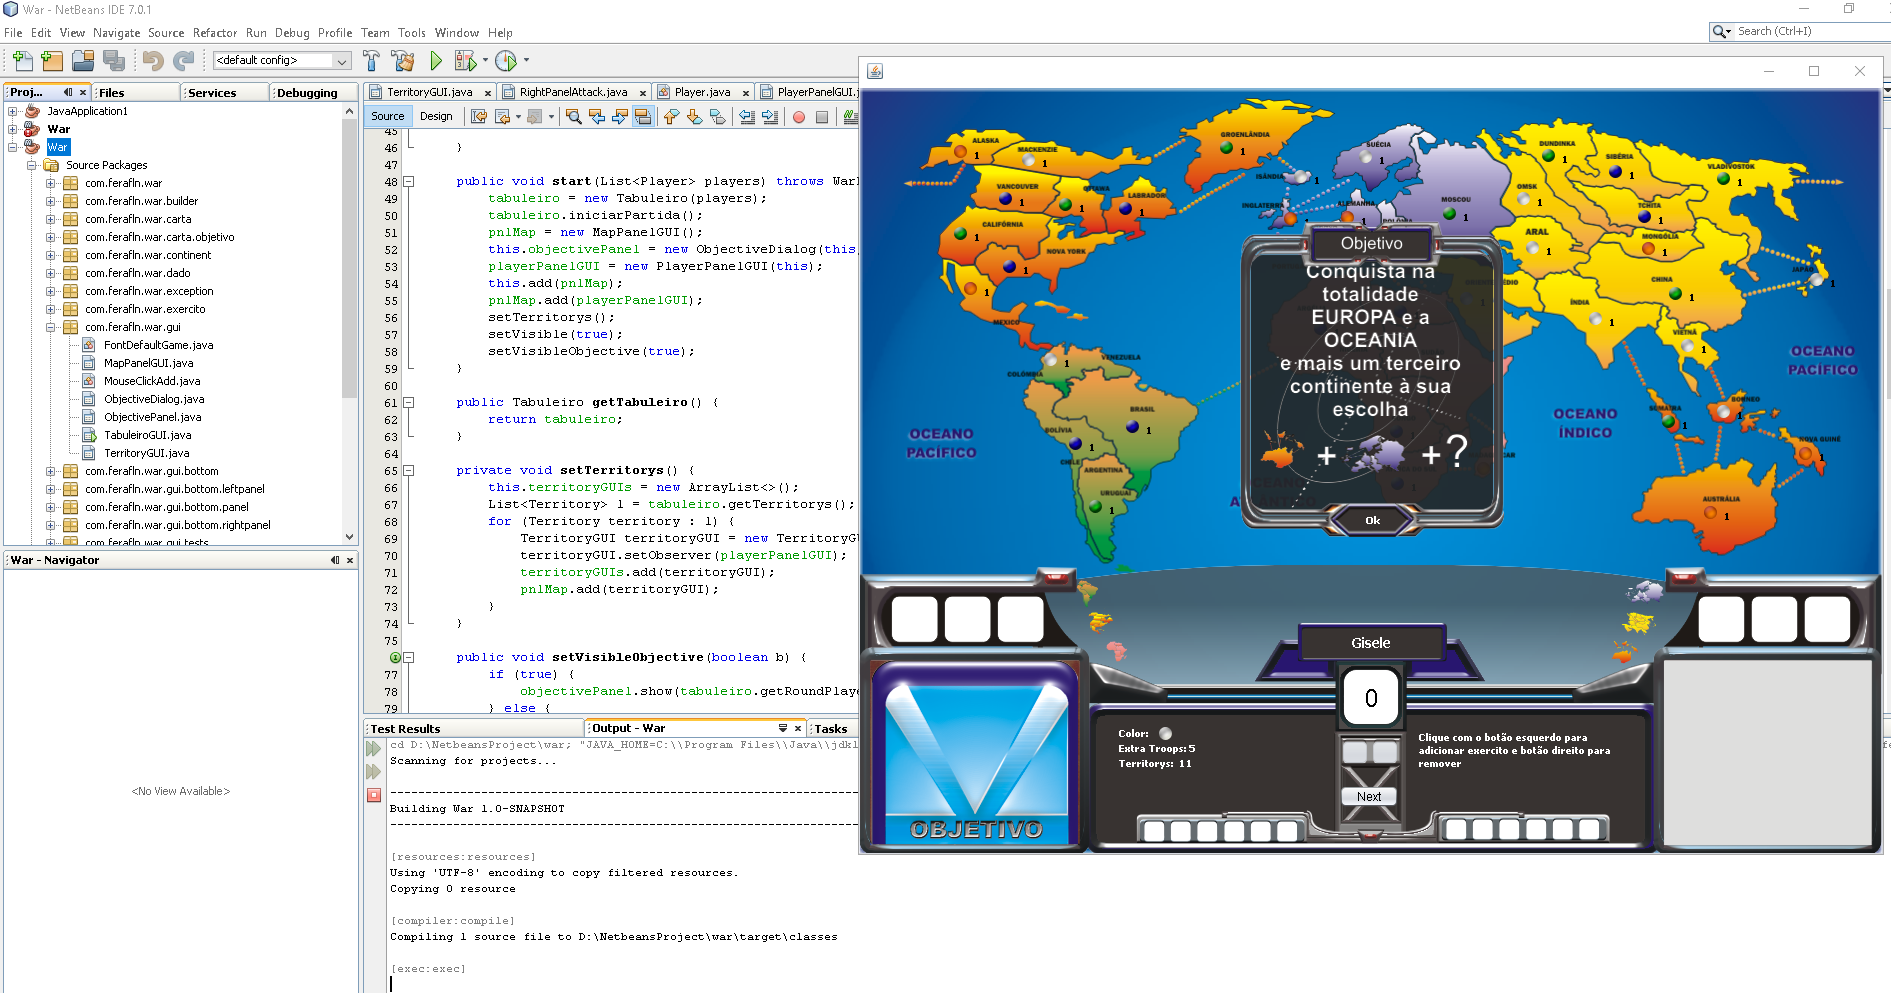 War - NetBeans IDE 7.0.1
File Edit View Navigate Source Refactor Run Debug Profile Team Tools Window Help
Search (Ctrl+I)
<default config>
Proj...
Files
Services
Debugging
JavaApplication1
War
War
Source Packages
com.ferafln.war
com.ferafln.war.builder
com.ferafln.war.carta
com.ferafln.war.carta.objetivo
com.ferafln.war.continent
com.ferafln.war.dado
com.ferafln.war.exception
com.ferafln.war.exercito
com.ferafln.war.gui
FontDefaultGame.java
MapPanelGUI.java
MouseClickAdd.java
ObjectiveDialog.java
ObjectivePanel.java
TabuleiroGUI.java
TerritoryGUI.java
com.ferafln.war.gui.bottom
com.ferafln.war.gui.bottom.leftpanel
com.ferafln.war.gui.bottom.panel
com.ferafln.war.gui.bottom.rightpanel
com.ferafln.war.gui.tests
War - Navigator
<No View Available>
TerritoryGUI.java
RightPanelAttack.java
Player.java
PlayerPanelGUI.j
Source Design
45
46 }
47
48 public void start(List<Player> players) throws War
49 tabuleiro = new Tabuleiro(players);
50 tabuleiro.iniciarPartida();
51 pnlMap = new MapPanelGUI();
52 this.objectivePanel = new ObjectiveDialog(this,
53 playerPanelGUI = new PlayerPanelGUI(this);
54 this.add(pnlMap);
55 pnlMap.add(playerPanelGUI);
56 setTerritorys();
57 setVisible(true);
58 setVisibleObjective(true);
59 }
60
61 public Tabuleiro getTabuleiro() {
62 return tabuleiro;
63 }
64
65 private void setTerritorys() {
66 this.territoryGUIs = new ArrayList<>();
67 List<Territory> l = tabuleiro.getTerritorys();
68 for (Territory territory : l) {
69 TerritoryGUI territoryGUI = new TerritoryGU
70 territoryGUI.setObserver(playerPanelGUI);
71 territoryGUIs.add(territoryGUI);
72 pnlMap.add(territoryGUI);
73 }
74 }
75
public void setVisibleObjective(boolean b) {
77 if (true) {
78 objectivePanel.show(tabuleiro.getRoundPlaye
79 } else {
Test Results
Output - War
Tasks
cd D:\NetbeansProject\war; "JAVA_HOME=C:\\Program Files\\Java\\jdk1
Scanning for projects...
Building War 1.0-SNAPSHOT
[resources:resources]
Using 'UTF-8' encoding to copy filtered resources.
Copying 0 resource
[compiler:compile]
Compiling 1 source file to D:\NetbeansProject\war\target\classes
[exec:exec]
ALASKA 1
MACKENZIE 1
GROENLÂNDIA 1
VANCOUVER 1
OTTAWA 1
LABRADOR 1
CALIFÓRNIA 1
NOVA YORK 1
MEXICO 1
ISLÂNDIA 1
SUÉCIA 1
INGLATERRA
ALEMANHA
MOSCOU 1
DUDINKA 1
SIBÉRIA 1
VLADIVOSTOK 1
OMSK 1
TCHITA 1
ARAL 1
MONGÓLIA 1
CHINA 1
JAPÃO 1
ÍNDIA 1
VIETNÃ 1
COLÔMBIA 1
VENEZUELA
BRASIL 1
BOLÍVIA 1
CHILE
ARGENTINA
URUGUAI 1
SUMATRA 1
BORNEO 1
NOVA GUINÉ 1
AUSTRÁLIA 1
OCEANO PACÍFICO
OCEANO ÍNDICO
OCEANO PACÍFICO
Objetivo
Conquista na
totalidade
EUROPA e a
OCEANIA
e mais um terceiro
continente à sua
escolha
+ + ?
Ok
Gisele
0
OBJETIVO
Color:
Extra Troops: 5
Territorys: 11
Next
Clique com o botão esquerdo para
adicionar exercito e botão direito para
remover